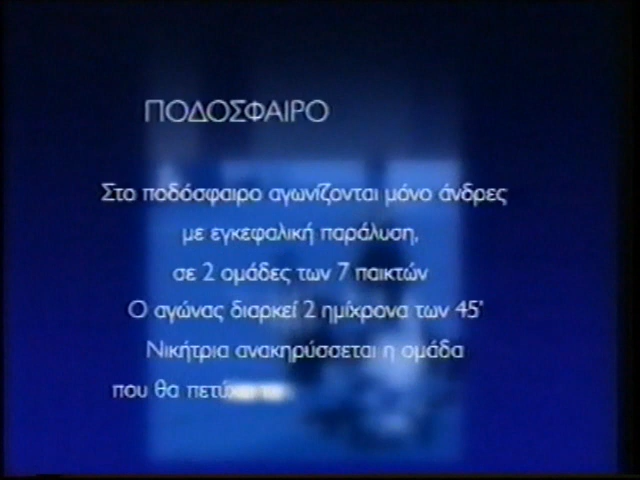 ΠΟΔΟΣΦΑΙΡΟ
Στο ποδόσφαιρο αγωνίζονται μόνο άνδρες
με εγκεφαλική παράλυση,
σε 2 ομάδες των 7 παικτών
Ο αγώνας διαρκεί 2 ημίχρονα των 45'
Νικήτρια ανακηρύσσεται η ομάδα
που θα